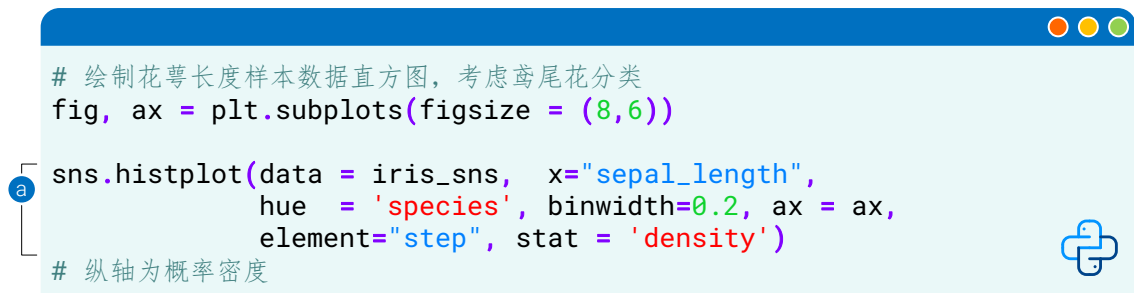 # 绘制花萼长度样本数据直方图，考虑鸢尾花分类
fig, ax = plt.subplots(figsize = (8,6))
a
sns.histplot(data = iris_sns,  x="sepal_length",
             hue  = 'species', binwidth=0.2, ax = ax,
             element="step", stat = 'density')
# 纵轴为概率密度